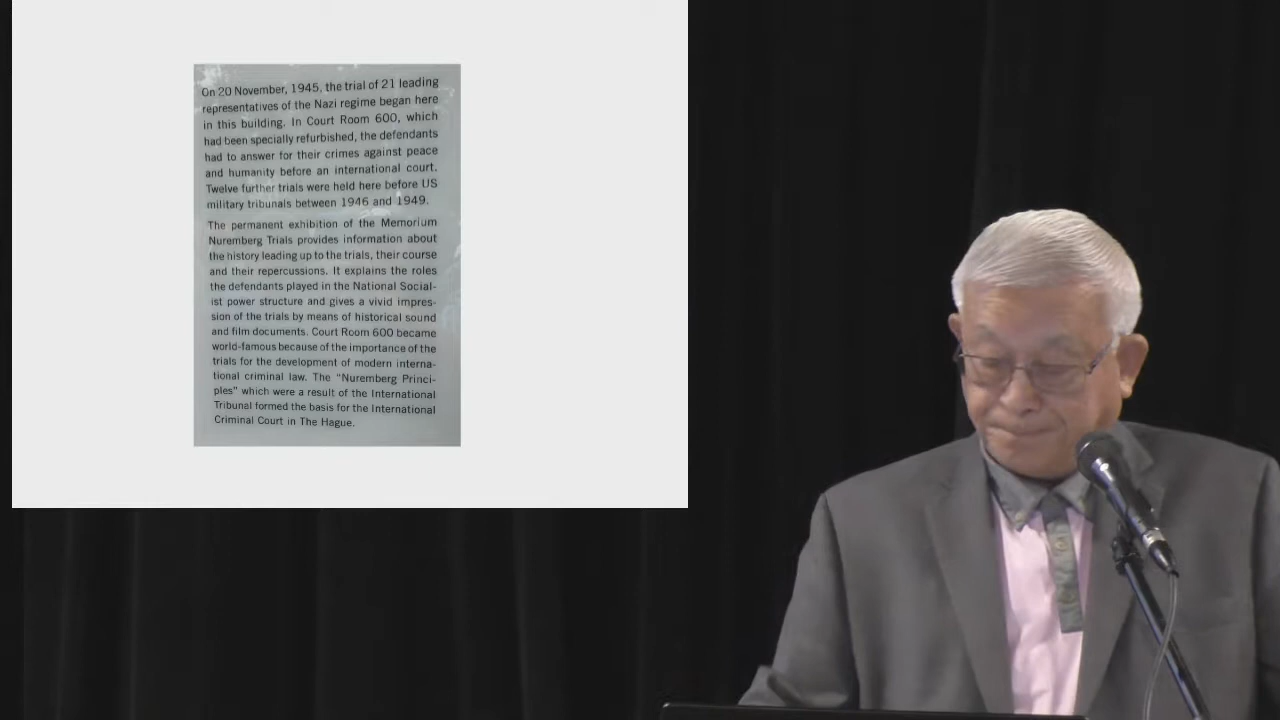 On 20 November, 1945, the trial of 21 leading
representatives of the Nazi regime began here
in this building. In Court Room 600, which
had been specially refurbished, the defendants
had to answer for their crimes against peace
and humanity before an international court.
Twelve further trials were held here before US
military tribunals between 1946 and 1949.
The permanent exhibition of the Memorium
Nuremberg Trials provides information about
the history leading up to the trials, their course
and their repercussions. It explains the roles
the defendants played in the National Social-
ist power structure and gives a vivid impres-
sion of the trials by means of historical sound
and film documents. Court Room 600 became
world-famous because of the importance of the
trials for the development of modern interna-
tional criminal law. The “Nuremberg Princi-
ples” which were a result of the International
Tribunal formed the basis for the International
Criminal Court in The Hague.